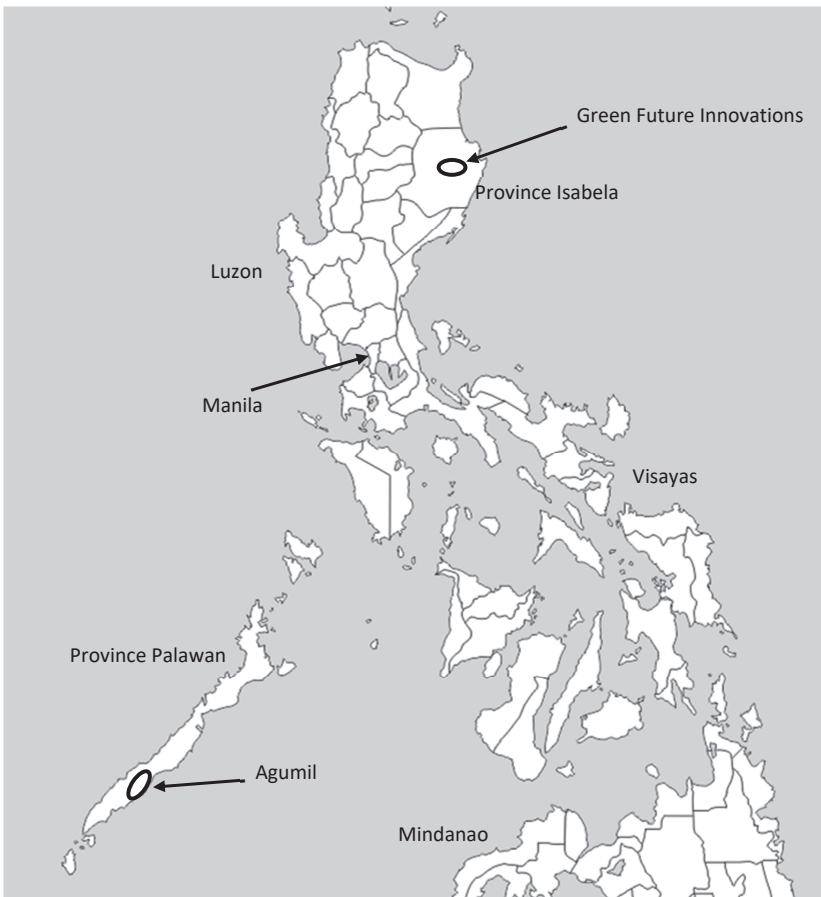 Green Future Innovations
Province Isabela
Luzon
Manila
Visayas
Province Palawan
Agumil
Mindanao